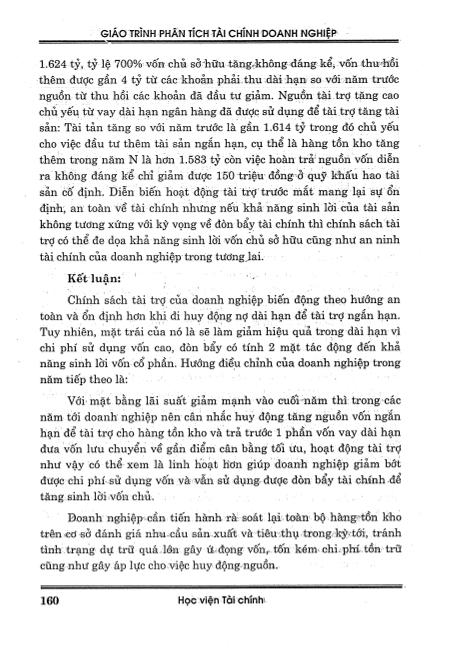 GIÁO TRÌNH PHÂN TÍCH TÀI CHÍNH DOANH NGHIỆP
1.624 tỷ, tỷ lệ 700% vốn chủ sở hữu tăng không đáng kể, vốn thu hồi
thêm được gần 4 tỷ từ các khoản phải thu dài hạn so với năm trước
nguồn từ thu hồi các khoản đã đầu tư giảm. Nguồn tài trợ tăng cao
chủ yếu từ vay dài hạn ngân hàng đã được sử dụng để tài trợ tăng tài
sản: Tài tản tăng so với năm trước là gần 1.614 tỷ trong đó chủ yếu
cho việc đầu tư thêm tài sản ngắn hạn, cụ thể là hàng tồn kho tăng
thêm trong năm N là hơn 1.583 tỷ còn việc hoàn trả nguồn vốn diễn
ra không đáng kể chỉ giảm dược 150 triệu đồng ở quỹ khấu hao tài
sản cố định. Diễn biến hoạt động tài trợ trước mắt mang lại sự ổn
định, an toàn về tài chính nhưng nếu khả năng sinh lời của tài sản
không tương xứng với kỳ vọng về đòn bẩy tài chính thì chính sách tài
trợ có thể đe dọa khả năng sinh lời vốn chủ sở hữu cũng như an ninh
tài chính của doanh nghiệp trong tương lai.
Kết luận:
Chính sách tài trợ của doanh nghiệp biến động theo hướng an
toàn và ổn định hơn khi đi huy động nợ dài hạn để tài trợ ngắn hạn.
Tuy nhiên, mặt trái của nó là sẽ làm giảm hiệu quả trong dài hạn vì
chi phí sử dụng vốn cao, đòn bẩy có tính 2 mặt tác động đến khả
năng sinh lời vốn cổ phần. Hướng điều chỉnh của doanh nghiệp trong
năm tiếp theo là:
Với mặt bằng lãi suất giảm mạnh vào cuối năm thì trong các
năm tới doanh nghiệp nên cân nhắc huy động tăng nguồn vốn ngắn
hạn để tài trợ cho hàng tồn kho và trả trước 1 phần vốn vay dài hạn
đưa vốn lưu chuyển về gần điểm cân bằng tối ưu, hoạt động tài trợ
như vậy có thể xem là linh hoạt hơn giúp doanh nghiệp giảm bớt
được chi phí sử dụng vốn và vẫn sử dụng được đòn bẩy tài chính để
tăng sinh lời vốn chủ.
Doanh nghiệp cần tiến hành rà soát lại toàn bộ hàng tồn kho
trên cơ sở đánh giá nhu cầu sản xuất và tiêu thụ trong kỳ tới, tránh
tình trạng dự trữ quá lớn gây ứ đọng vốn, tốn kém chi phí tồn trữ
cũng như gây áp lực cho việc huy động nguồn.
160
Học viện Tài chính